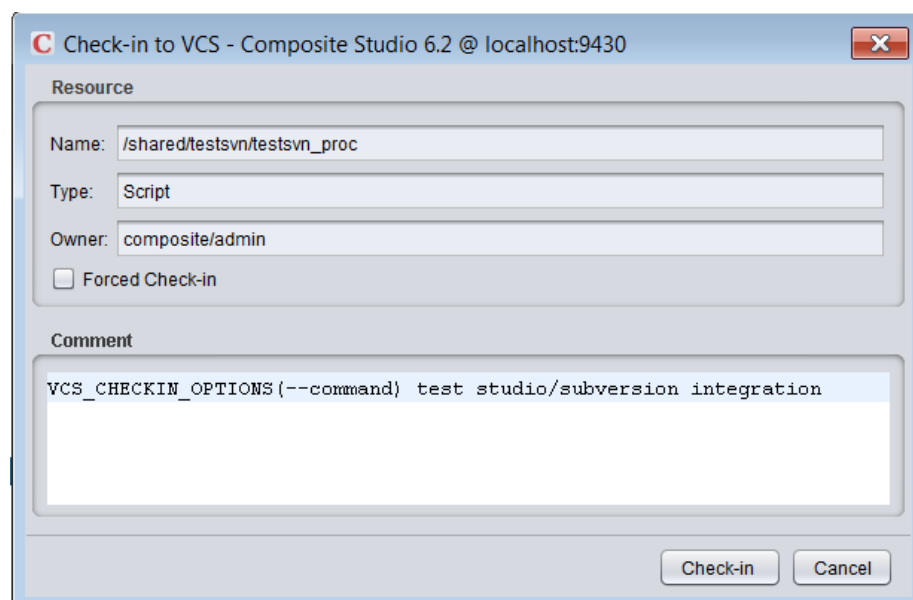 C Check-in to VCS - Composite Studio 6.2 @ localhost:9430
Resource
Name: /shared/testsvn/testsvn_proc
Type: Script
Owner: composite/admin
Forced Check-in
Comment
VCS_CHECKIN_OPTIONS(--command) test studio/subversion integration
Check-in Cancel